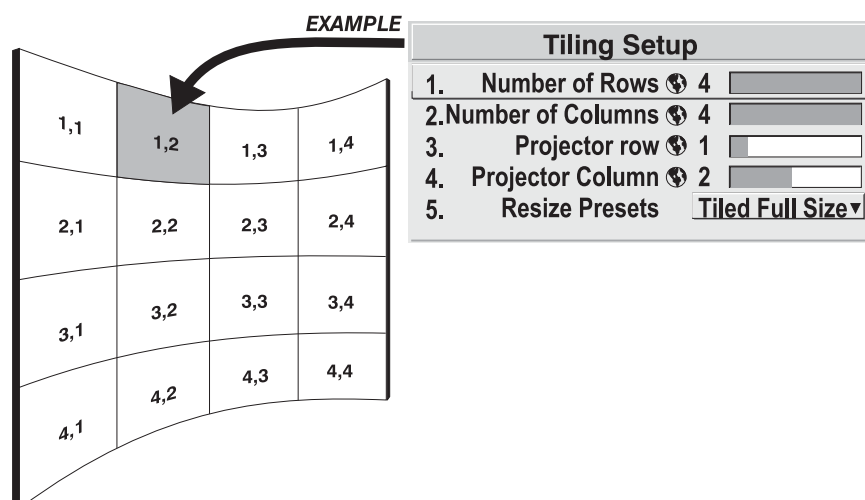 EXAMPLE
Tiling Setup
1. Number of Rows 4
2. Number of Columns 4
3. Projector row 1
4. Projector Column 2
5. Resize Presets Tiled Full Size
1,1 1,2 1,3 1,4
2,1 2,2 2,3 2,4
3,1 3,2 3,3 3,4
4,1 4,2 4,3 4,4